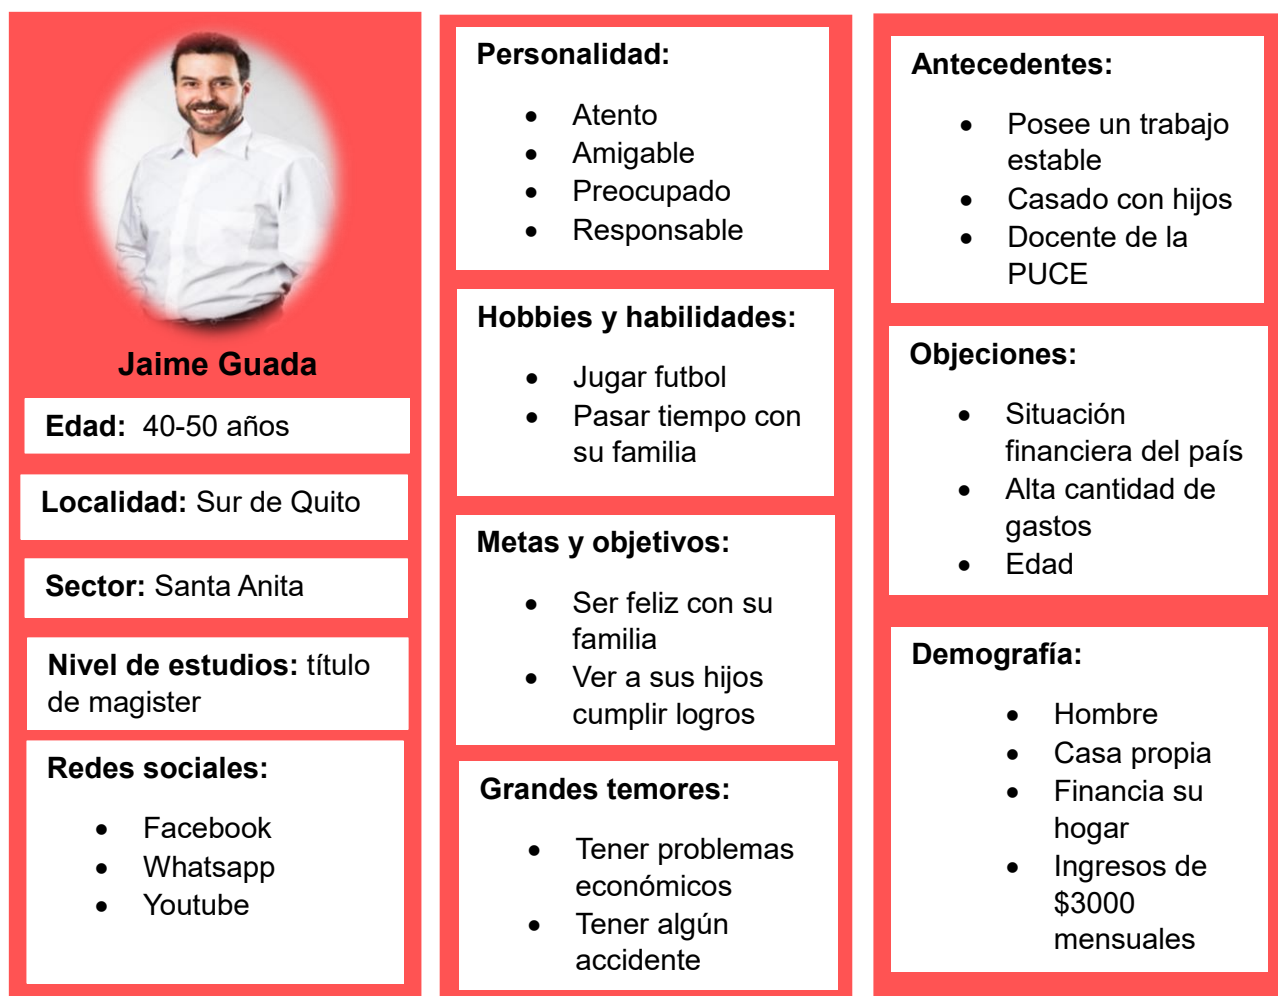 Jaime Guada
Edad: 40-50 años
Localidad: Sur de Quito
Sector: Santa Anita
Nivel de estudios: título
de magister
Redes sociales:
• Facebook
• Whatsapp
• Youtube
Personalidad:
• Atento
• Amigable
• Preocupado
• Responsable
Hobbies y habilidades:
• Jugar futbol
• Pasar tiempo con
su familia
Metas y objetivos:
• Ser feliz con su
familia
• Ver a sus hijos
cumplir logros
Grandes temores:
• Tener problemas
económicos
• Tener algún
accidente
Antecedentes:
• Posee un trabajo
estable
• Casado con hijos
• Docente de la
PUCE
Objeciones:
• Situación
financiera del país
• Alta cantidad de
gastos
• Edad
Demografía:
• Hombre
• Casa propia
• Financia su
hogar
• Ingresos de
$3000
mensuales